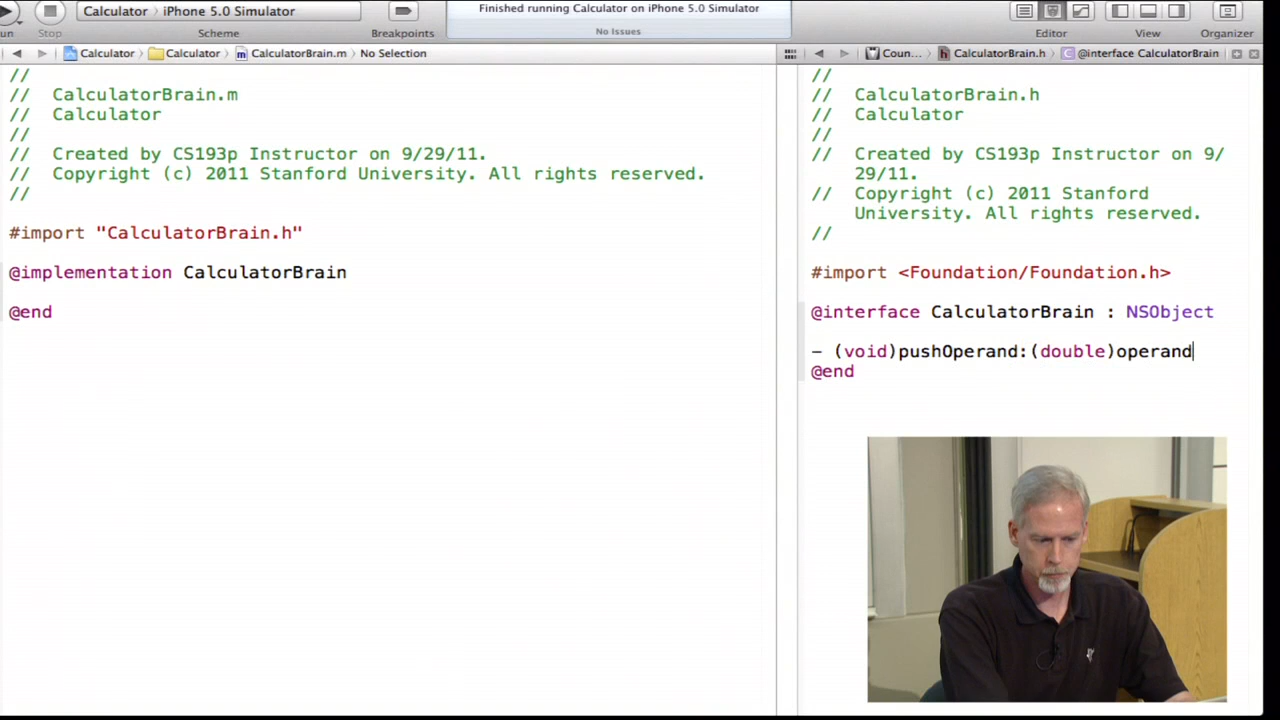 un
Stop
Calculator › iPhone 5.0 Simulator
Scheme
Breakpoints
Finished running Calculator on iPhone 5.0 Simulator
No Issues
Editor
View
Organizer
Calculator › Calculator › m CalculatorBrain.m › No Selection
Coun... › h CalculatorBrain.h › C @interface CalculatorBrain
//
// CalculatorBrain.m
// Calculator
//
// Created by CS193p Instructor on 9/29/11.
// Copyright (c) 2011 Stanford University. All rights reserved.
//
#import "CalculatorBrain.h"
@implementation CalculatorBrain
@end
//
// CalculatorBrain.h
// Calculator
//
// Created by CS193p Instructor on 9/
29/11.
// Copyright (c) 2011 Stanford
University. All rights reserved.
//
#import <Foundation/Foundation.h>
@interface CalculatorBrain : NSObject
- (void)pushOperand:(double)operand
@end